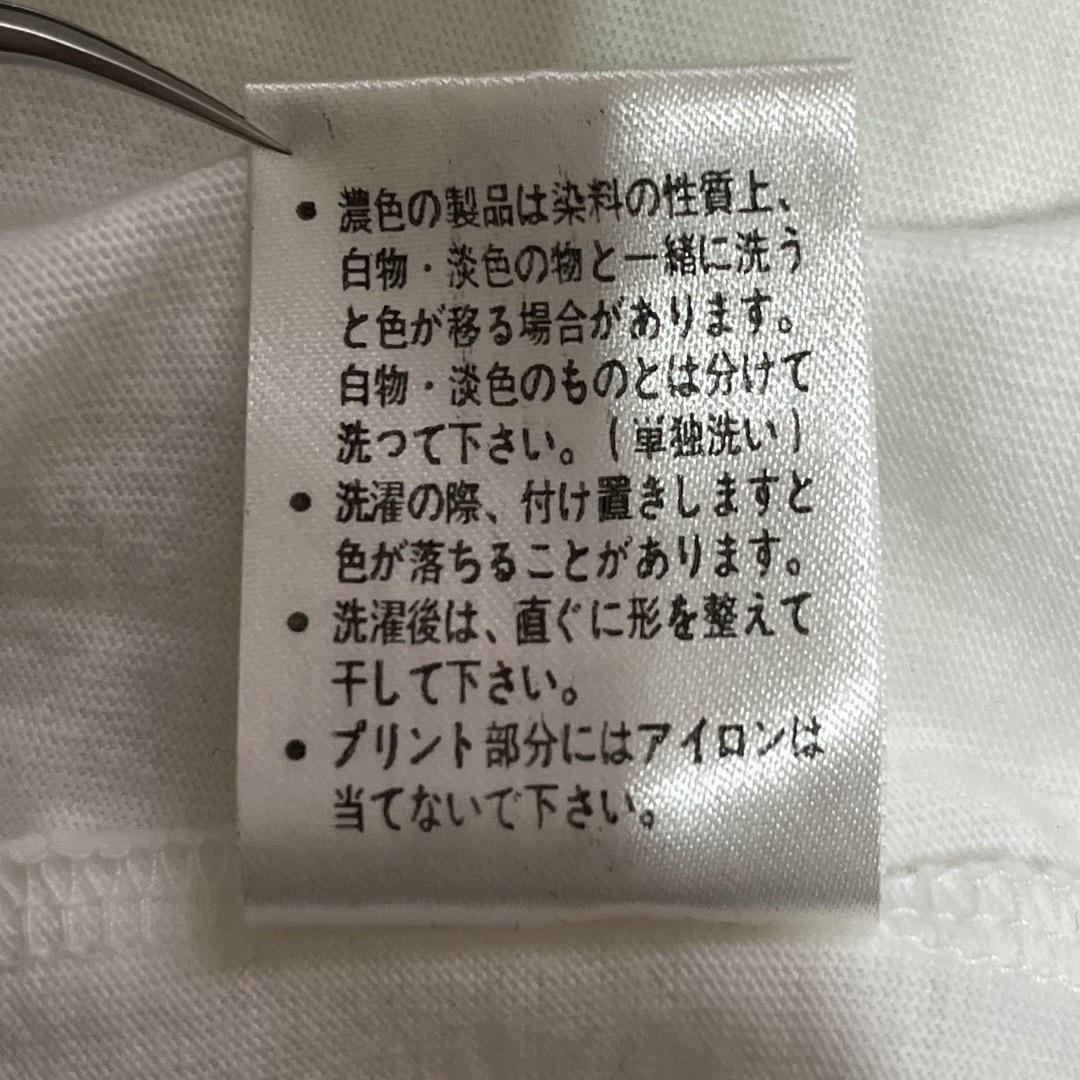 • 濃色の製品は染料の性質上、
白物・淡色の物と一緒に洗う
と色が移る場合があります。
白物・淡色のものとは分けて
洗つて下さい。(単独洗い)
• 洗濯の際、付け置きしますと
色が落ちることがあります。
• 洗濯後は、直ぐに形を整えて
干して下さい。
• プリント部分にはアイロンは
当てないで下さい。